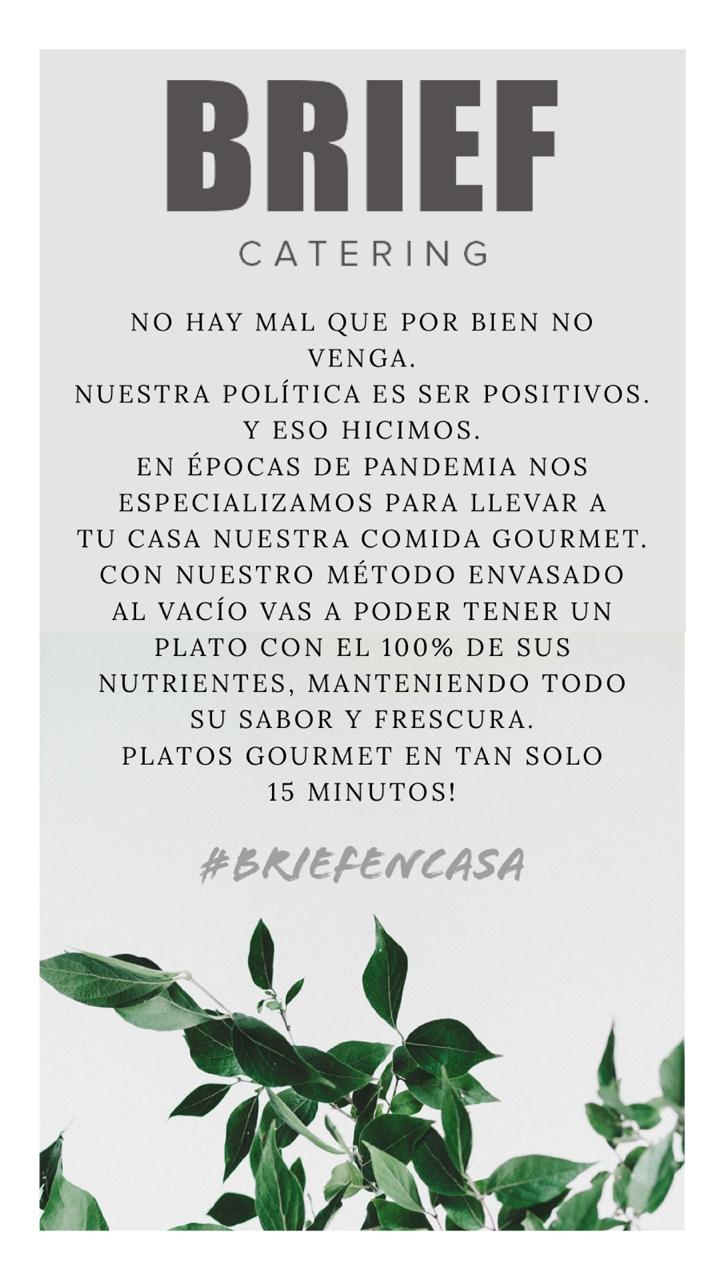 BRIEF
CATERING
NO HAY MAL QUE POR BIEN NO
VENGA.
NUESTRA POLÍTICA ES SER POSITIVOS.
Y ESO HICIMOS.
EN ÉPOCAS DE PANDEMIA NOS
ESPECIALIZAMOS PARA LLEVAR A
TU CASA NUESTRA COMIDA GOURMET.
CON NUESTRO MÉTODO ENVASADO
AL VACÍO VAS A PODER TENER UN
PLATO CON EL 100% DE SUS
NUTRIENTES, MANTENIENDO TODO
SU SABOR Y FRESCURA.
PLATOS GOURMET EN TAN SOLO
15 MINUTOS!
#BRIEFENCASA